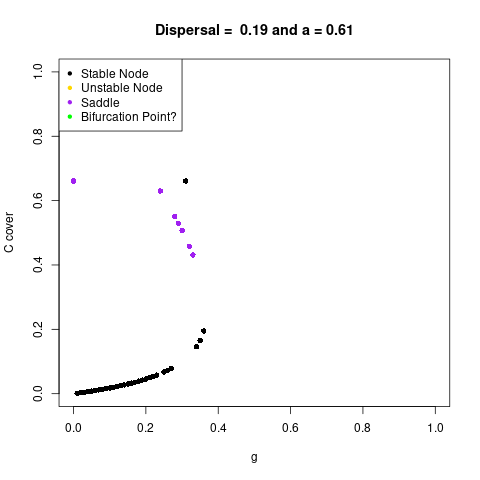 Dispersal =  0.19 and a = 0.61
Stable Node
Unstable Node
Saddle
Bifurcation Point?
C cover
1.0
0.8
0.6
0.4
0.2
0.0
0.0 0.2 0.4 0.6 0.8 1.0
g